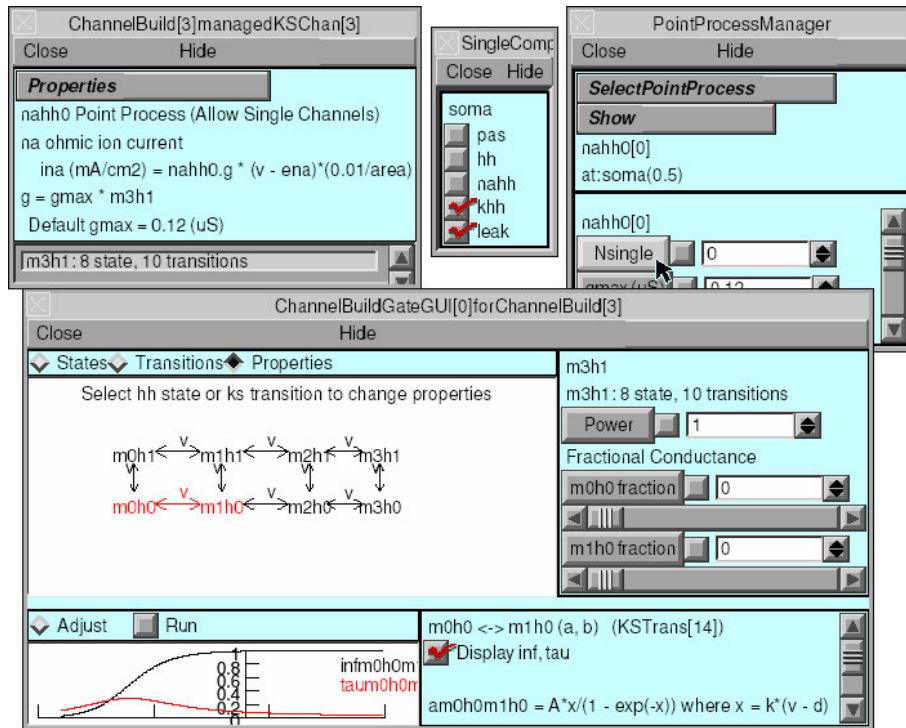 ChannelBuild[3]managedKSChan[3]
Close Hide
Properties
nahh0 Point Process (Allow Single Channels)
na ohmic ion current
ina (mA/cm2) = nahh0.g * (v - ena)*(0.01/area)
g = gmax * m3h1
Default gmax = 0.12 (uS)
m3h1: 8 state, 10 transitions
SingleComp
Close Hide
soma
pas
hh
nahh
khh
leak
PointProcessManager
Close Hide
SelectPointProcess
Show
nahh0[0]
at:soma(0.5)
nahh0[0]
Nsingle 0
gmax (uS) 0.12
ChannelBuildGateGUI[0]forChannelBuild[3]
Close Hide
States Transitions Properties
Select hh state or ks transition to change properties
v v v
m0h1 m1h1 m2h1 m3h1
v v v v
v v v
m0h0 m1h0 m2h0 m3h0
m3h1
m3h1: 8 state, 10 transitions
Power 1
Fractional Conductance
m0h0 fraction 0
m1h0 fraction 0
Adjust Run
1
0.8
0.6
0.4
0.2
0
infm0h0m1
taum0h0m
m0h0 <-> m1h0 (a, b) (KSTrans[14])
Display inf, tau
am0h0m1h0 = A*x/(1 - exp(-x)) where x = k*(v - d)